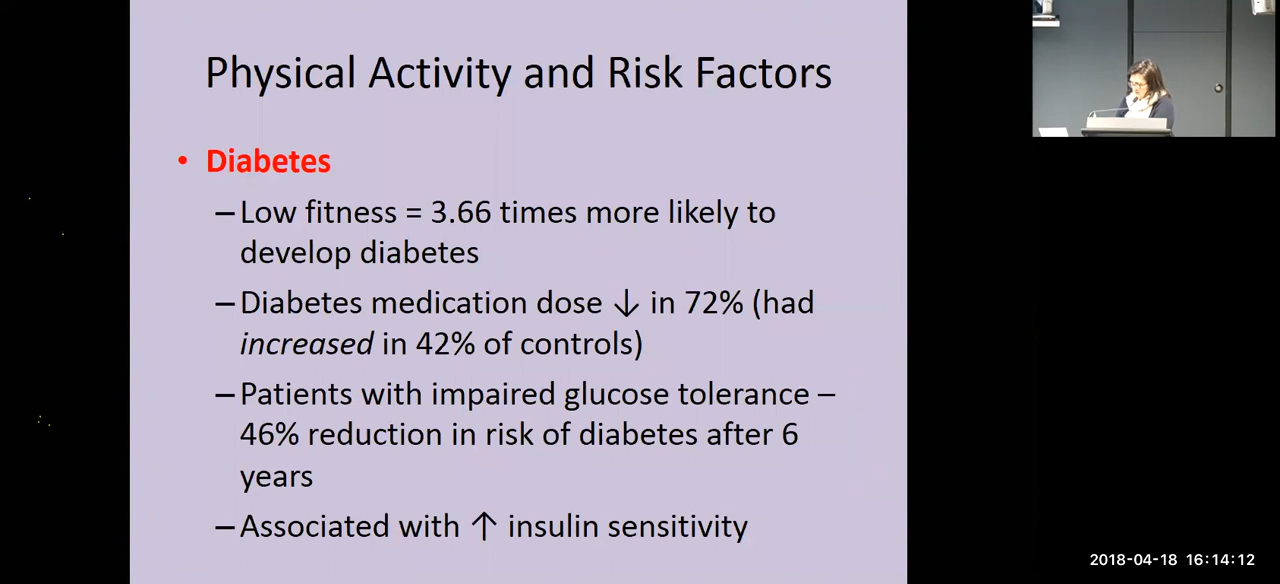 Physical Activity and Risk Factors
• Diabetes
–Low fitness = 3.66 times more likely to
develop diabetes
–Diabetes medication dose ↓ in 72% (had
increased in 42% of controls)
–Patients with impaired glucose tolerance –
46% reduction in risk of diabetes after 6
years
–Associated with ↑ insulin sensitivity
2018-04-18 16:14:12